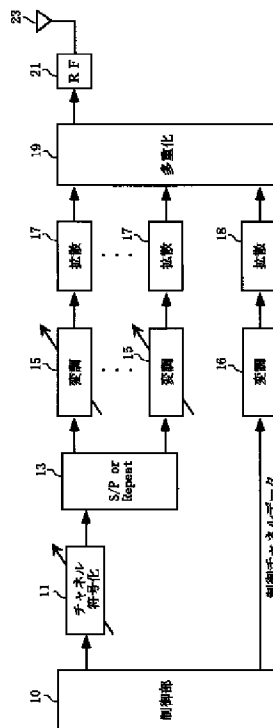 10
制御部
11
チャネル
符号化
13
S/P or
Repeat
15
変調
15
変調
16
変調
17
拡散
17
拡散
18
拡散
19
多重化
21
RF
23
制御チャネルデータ